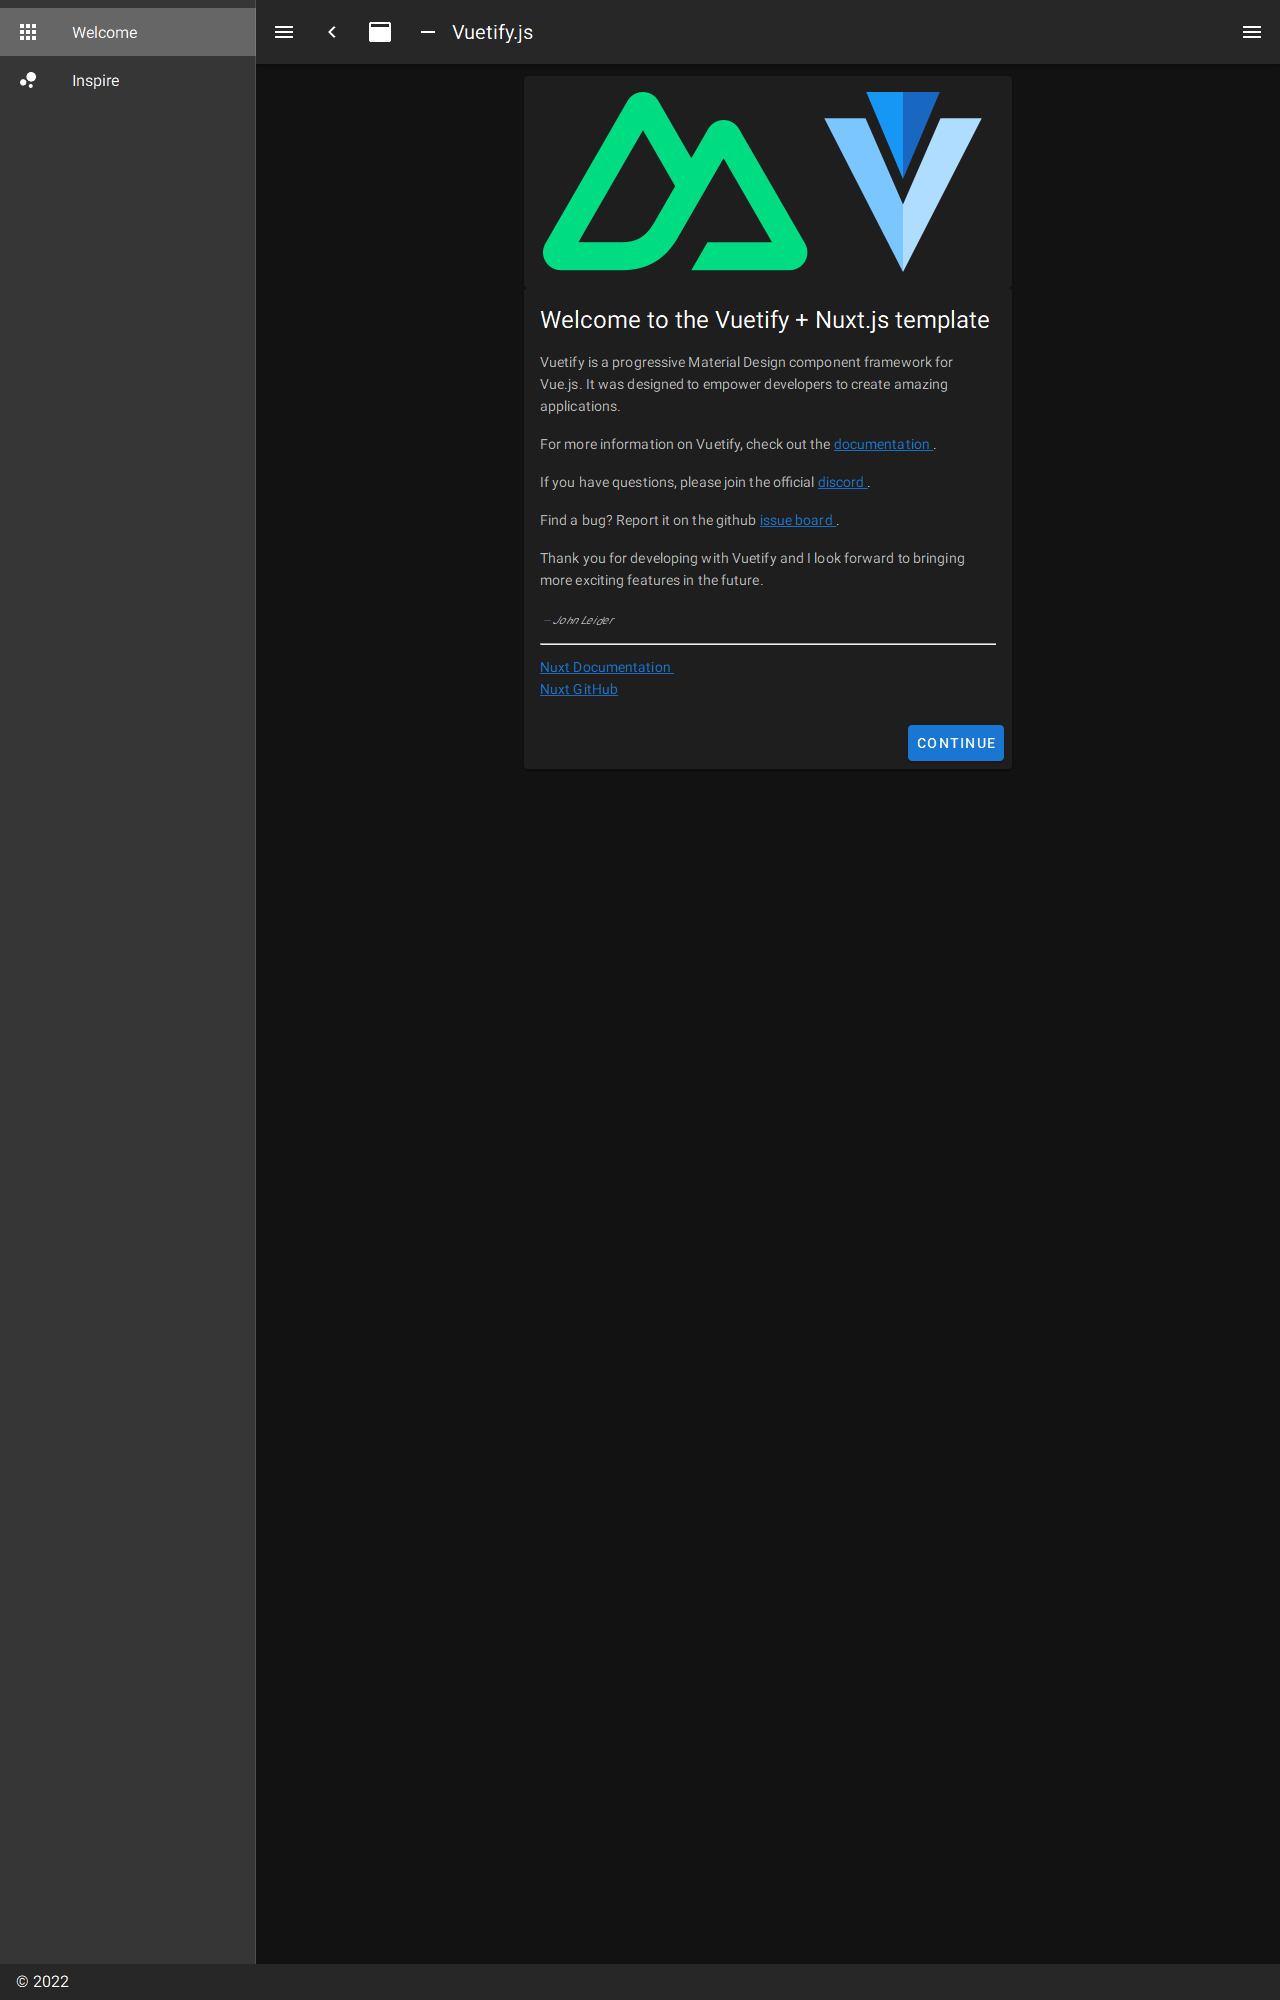 Welcome
Inspire
Vuetify.js
Welcome to the Vuetify + Nuxt.js template
Vuetify is a progressive Material Design component framework for
Vue.js. It was designed to empower developers to create amazing
applications.
For more information on Vuetify, check out the documentation .
If you have questions, please join the official discord .
Find a bug? Report it on the github issue board .
Thank you for developing with Vuetify and I look forward to bringing
more exciting features in the future.
— John Leider
Nuxt Documentation
Nuxt GitHub
CONTINUE
© 2022